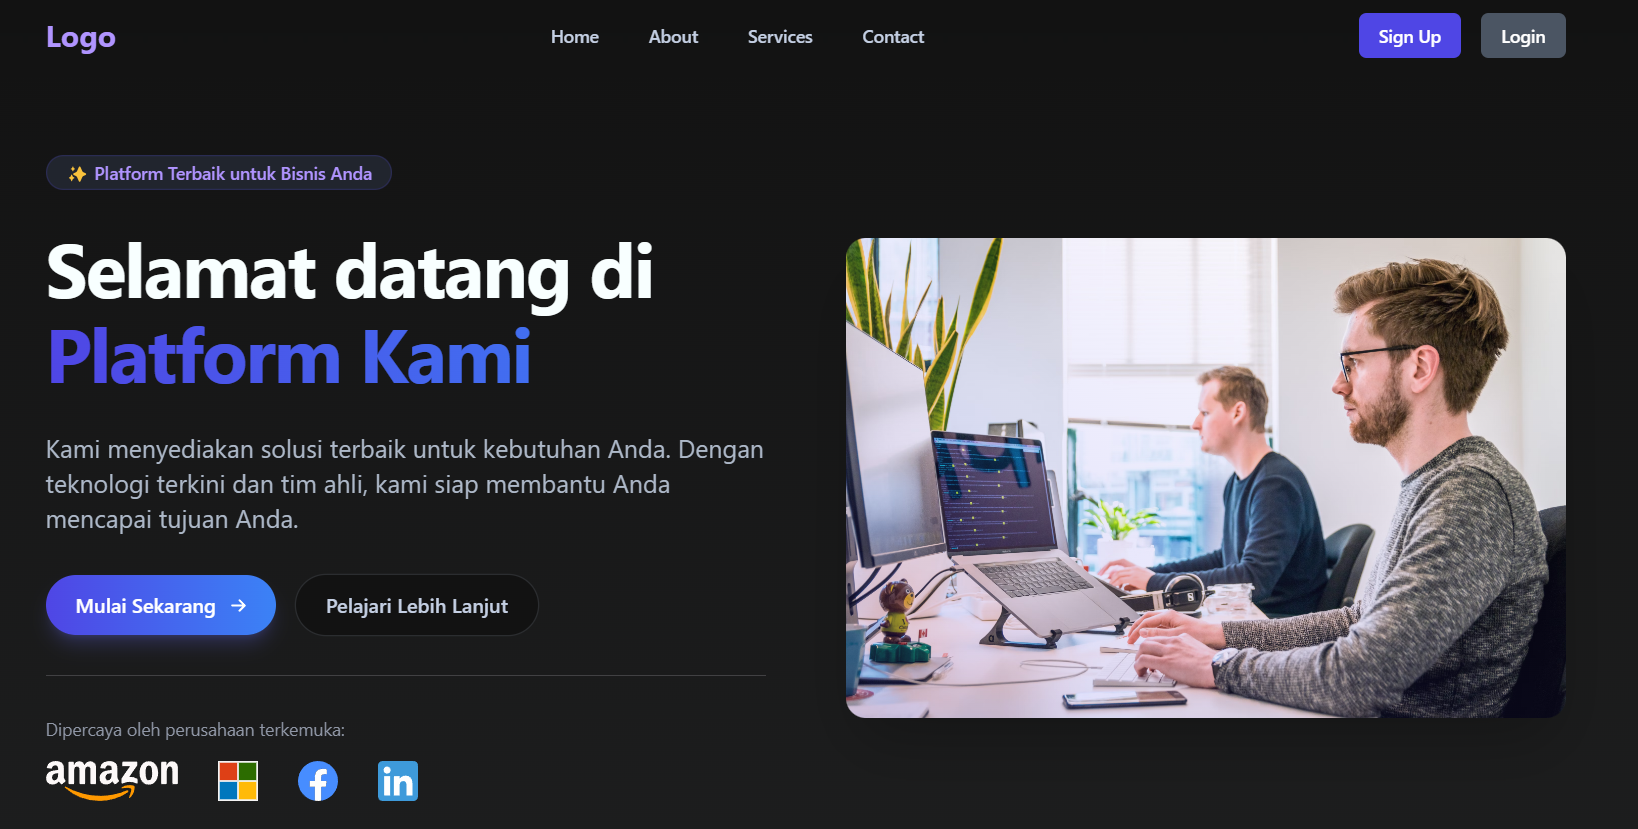 Logo
Home
About
Services
Contact
Sign Up
Login
✨ Platform Terbaik untuk Bisnis Anda
Selamat datang di
Platform Kami
Kami menyediakan solusi terbaik untuk kebutuhan Anda. Dengan
teknologi terkini dan tim ahli, kami siap membantu Anda
mencapai tujuan Anda.
Mulai Sekarang →
Pelajari Lebih Lanjut
Dipercaya oleh perusahaan terkemuka:
amazon
in